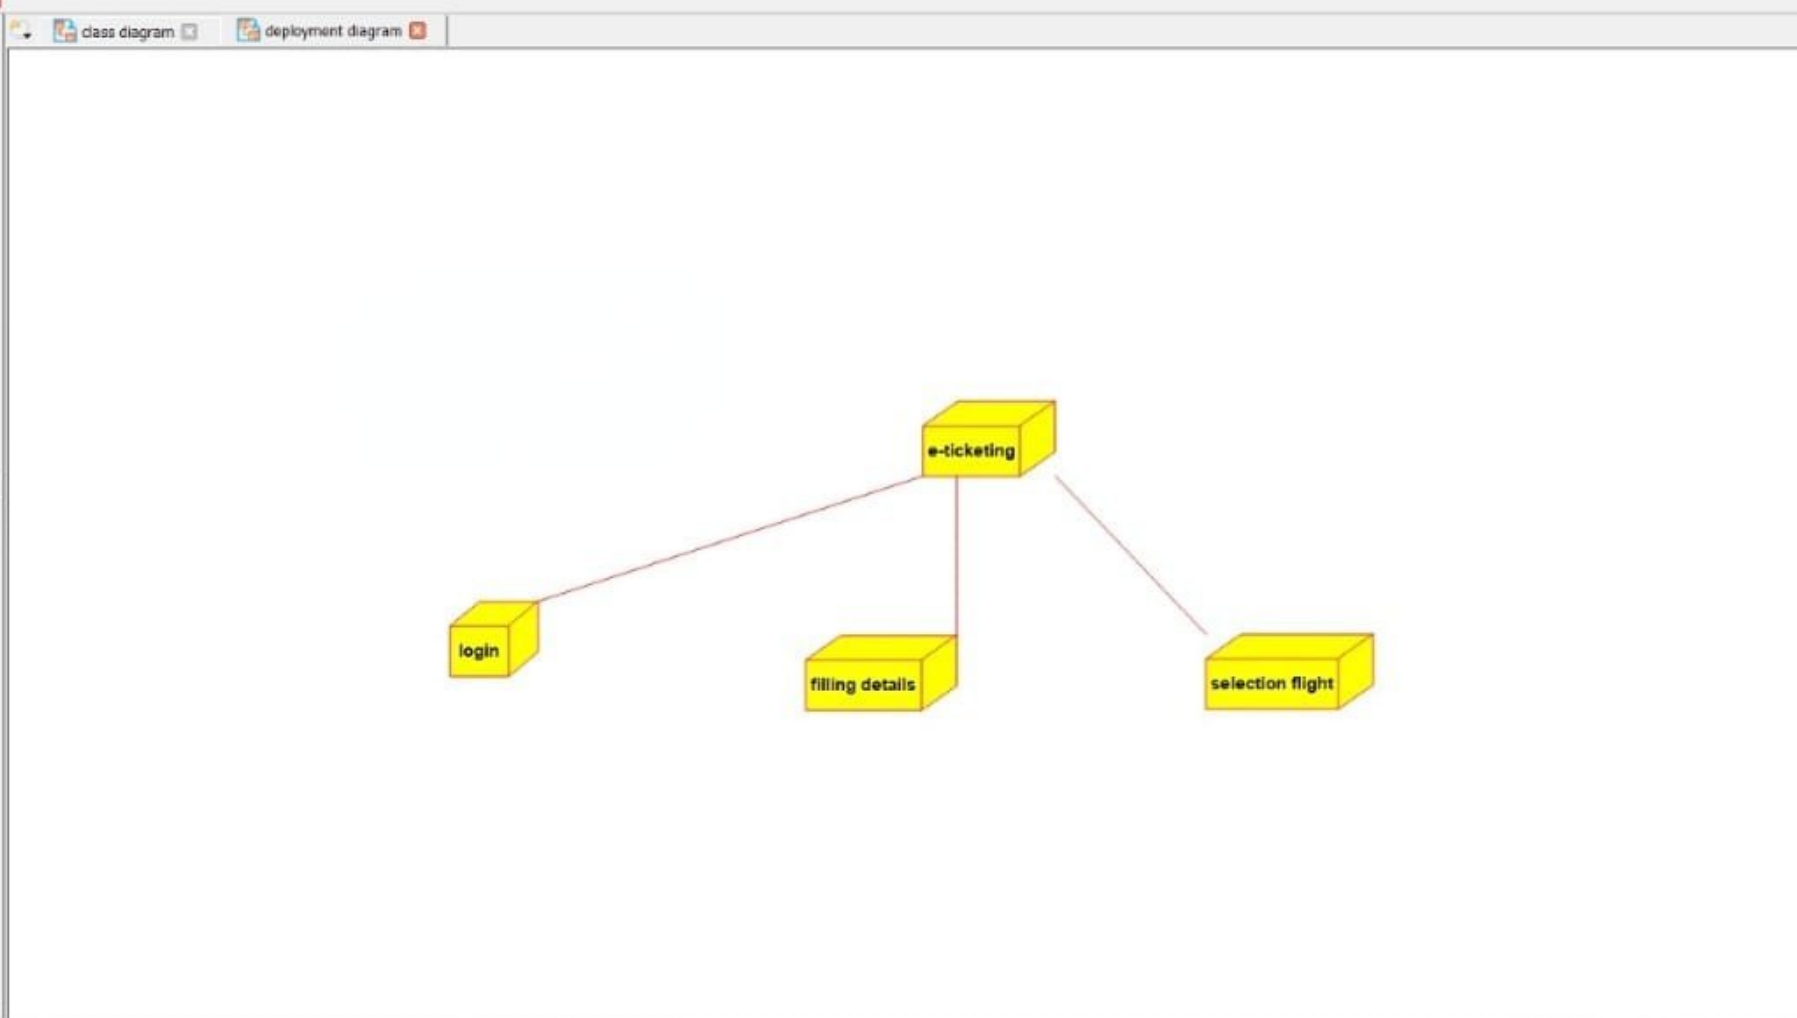 class diagram
deployment diagram
e-ticketing
login
filling details
selection flight